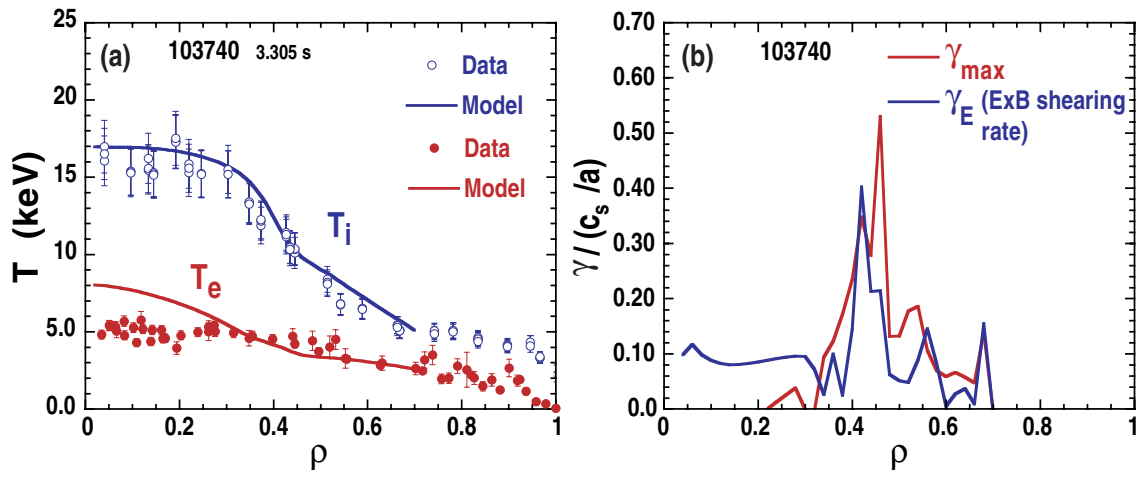 (a) 103740 3.305 s
Data
Model
Data
Model
T_i
T_e
T (keV)
25
20
15
10
5.0
0.0
0 0.2 0.4 0.6 0.8 1
ρ
(b) 103740
γ_max
γ_E (ExB shearing
rate)
γ / (c_s /a)
0.70
0.60
0.50
0.40
0.30
0.20
0.10
0.0
0 0.2 0.4 0.6 0.8 1
ρ